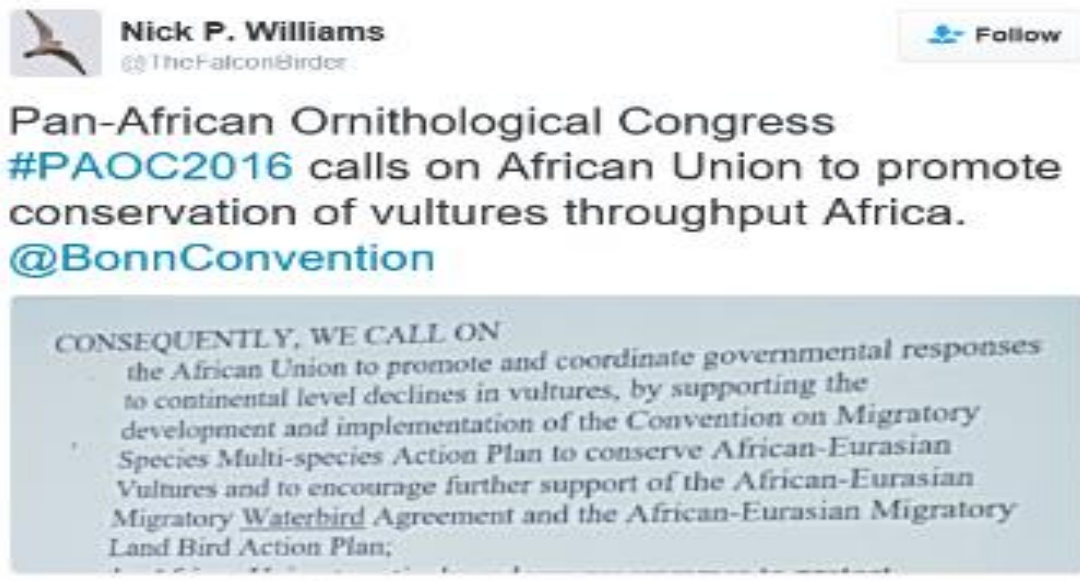 Nick P. Williams
@TheFalconBirder
Follow
Pan-African Ornithological Congress
#PAOC2016 calls on African Union to promote
conservation of vultures throughput Africa.
@BonnConvention
CONSEQUENTLY, WE CALL ON
the African Union to promote and coordinate governmental responses
to continental level declines in vultures, by supporting the
development and implementation of the Convention on Migratory
Species Multi-species Action Plan to conserve African-Eurasian
Vultures and to encourage further support of the African-Eurasian
Migratory Waterbird Agreement and the African-Eurasian Migratory
Land Bird Action Plan;